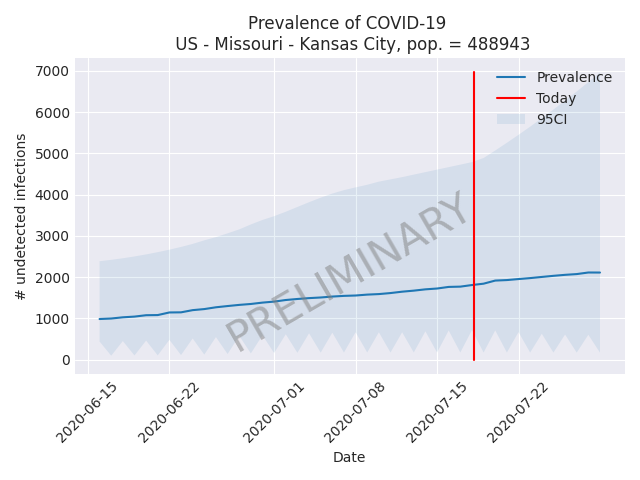 Prevalence of COVID-19
US - Missouri - Kansas City, pop. = 488943
# undetected infections
7000
6000
5000
4000
3000
2000
1000
0
Prevalence
Today
95CI
PRELIMINARY
2020-06-15
2020-06-22
2020-07-01
2020-07-08
2020-07-15
2020-07-22
Date